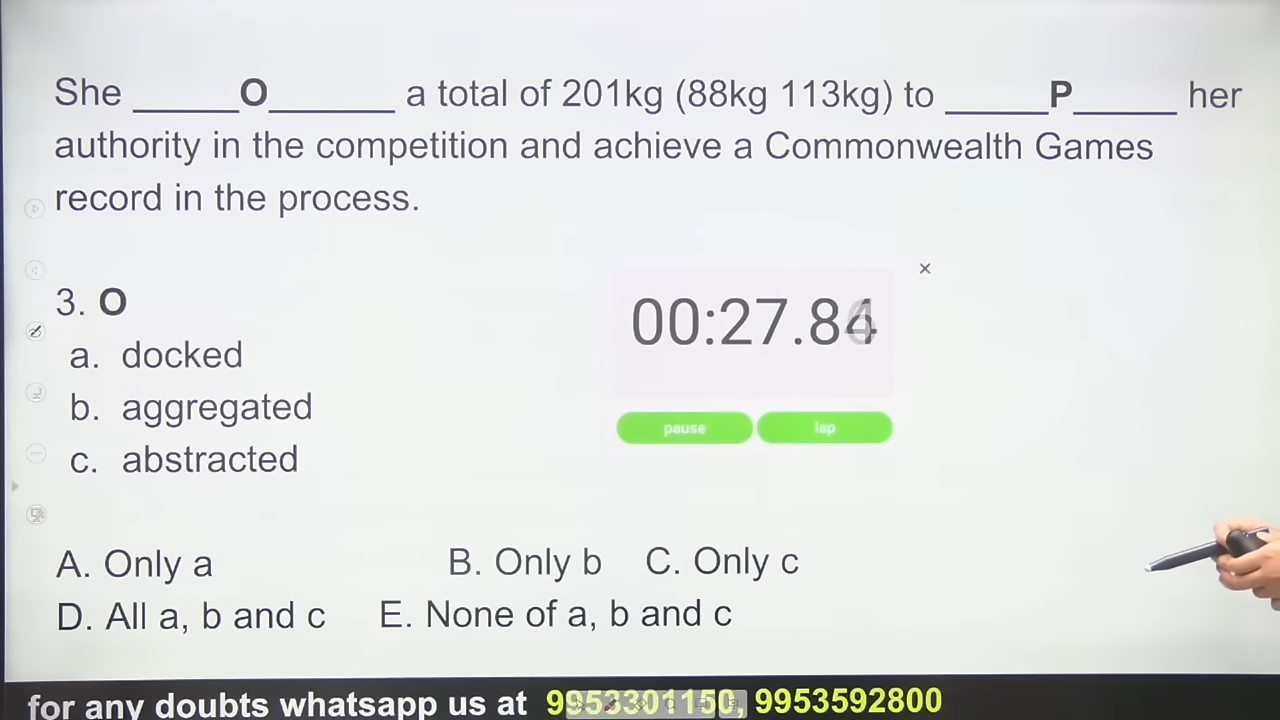 She _____O______ a total of 201kg (88kg 113kg) to _____P_____ her
authority in the competition and achieve a Commonwealth Games
record in the process.
×
3. O
00:27.84
a. docked
b. aggregated
pause lap
c. abstracted
A. Only a B. Only b C. Only c
D. All a, b and c E. None of a, b and c
for any doubts whatsapp us at 9953301150, 9953592800